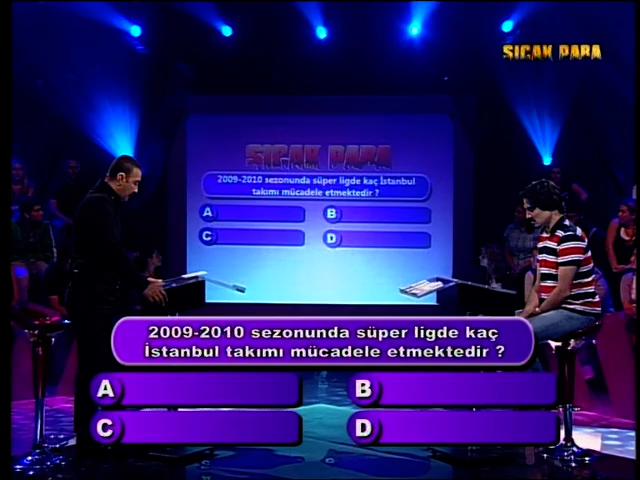 SICAK PARA
SICAK PARA
2009-2010 sezonunda süper ligde kaç İstanbul
takımı mücadele etmektedir ?
A
B
C
D
2009-2010 sezonunda süper ligde kaç
İstanbul takımı mücadele etmektedir ?
A
B
C
D